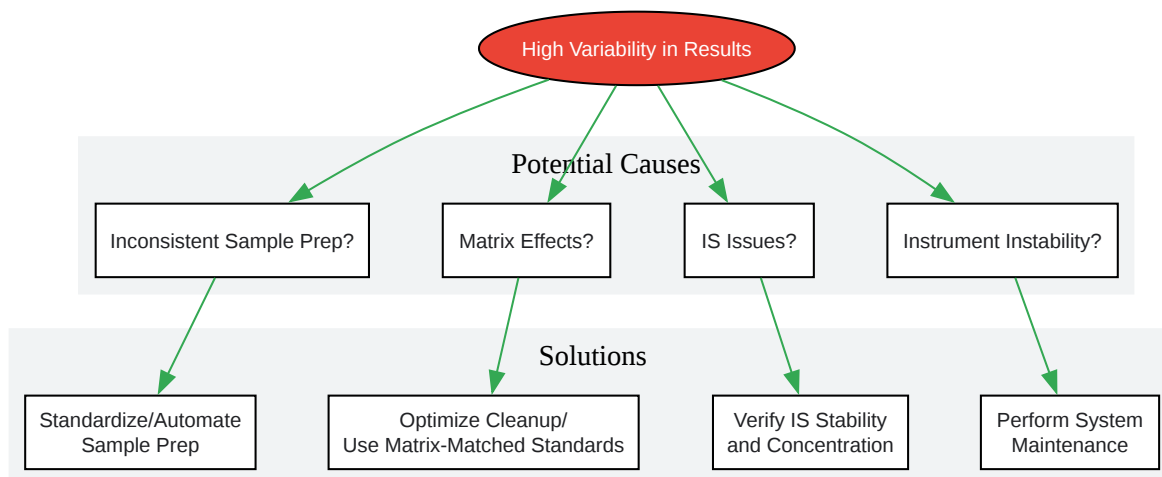 High Variability in Results
Potential Causes
Inconsistent Sample Prep?
Matrix Effects?
IS Issues?
Instrument Instability?
Solutions
Standardize/Automate
Sample Prep
Optimize Cleanup/
Use Matrix-Matched Standards
Verify IS Stability
and Concentration
Perform System
Maintenance